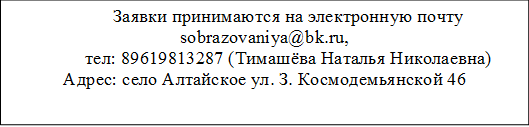 Заявки принимаются на электронную почту
sobrazovaniya@bk.ru,
тел: 89619813287 (Тимашёва Наталья Николаевна)
Адрес: село Алтайское ул. З. Космодемьянской 46